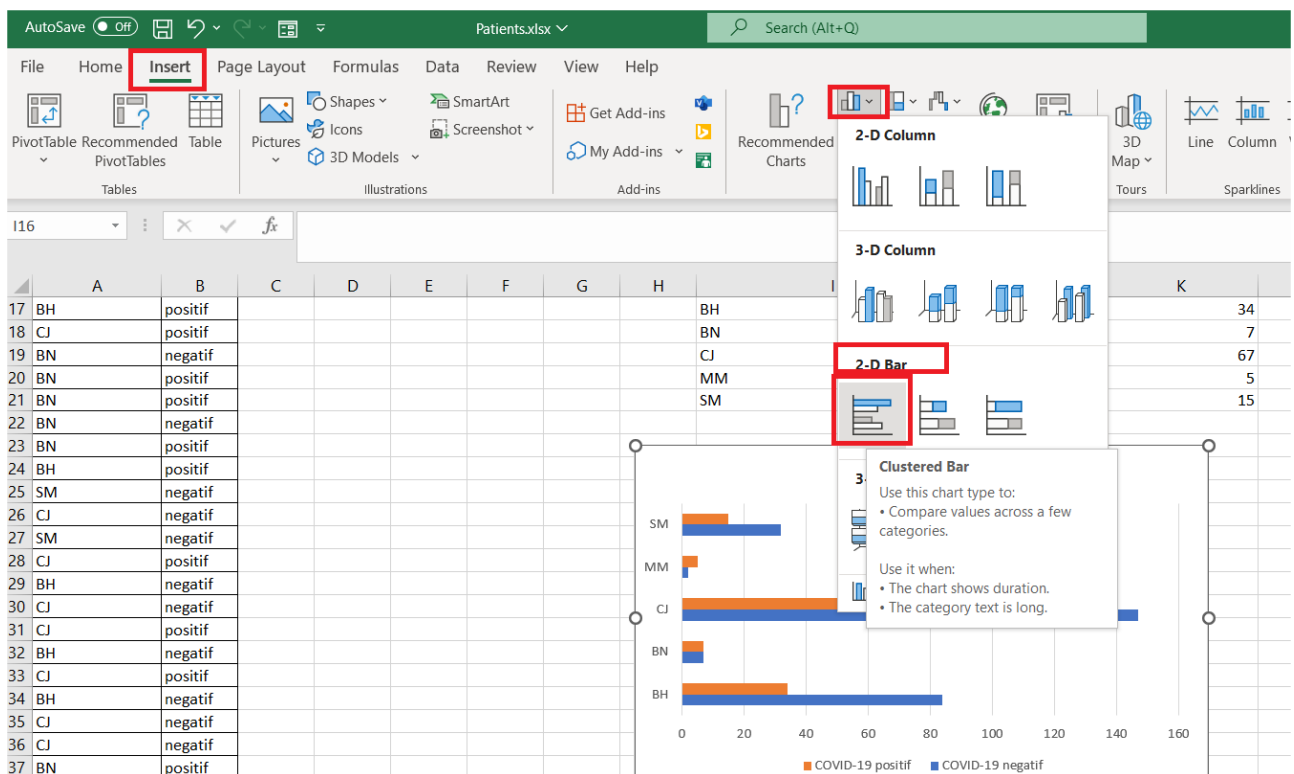 AutoSave Off Patients.xlsx Search (Alt+Q)
File Home Insert Page Layout Formulas Data Review View Help
PivotTable
Recommended PivotTables
Table
Tables
Pictures
Shapes
Icons
3D Models
SmartArt
Screenshot
Illustrations
Get Add-ins
My Add-ins
Add-ins
Recommended
Charts
3D
Map
Tours
Line
Column
Sparklines
2-D Column
3-D Column
2-D Bar
Clustered Bar
Use this chart type to:
• Compare values across a few
categories.
Use it when:
• The chart shows duration.
• The category text is long.
I16 fx
A B C D E F G H I K
17 BH positif BH 34
18 CJ positif BN 7
19 BN negatif CJ 67
20 BN positif MM 5
21 BN positif SM 15
22 BN negatif
23 BN positif
24 BH positif
25 SM negatif
26 CJ negatif
27 SM negatif
28 CJ positif
29 BH negatif
30 CJ negatif
31 CJ positif
32 BH negatif
33 CJ positif
34 BH negatif
35 CJ negatif
36 CJ negatif
37 BN positif
SM
MM
CJ
BN
BH
0 20 40 60 80 100 120 140 160
COVID-19 positif COVID-19 negatif